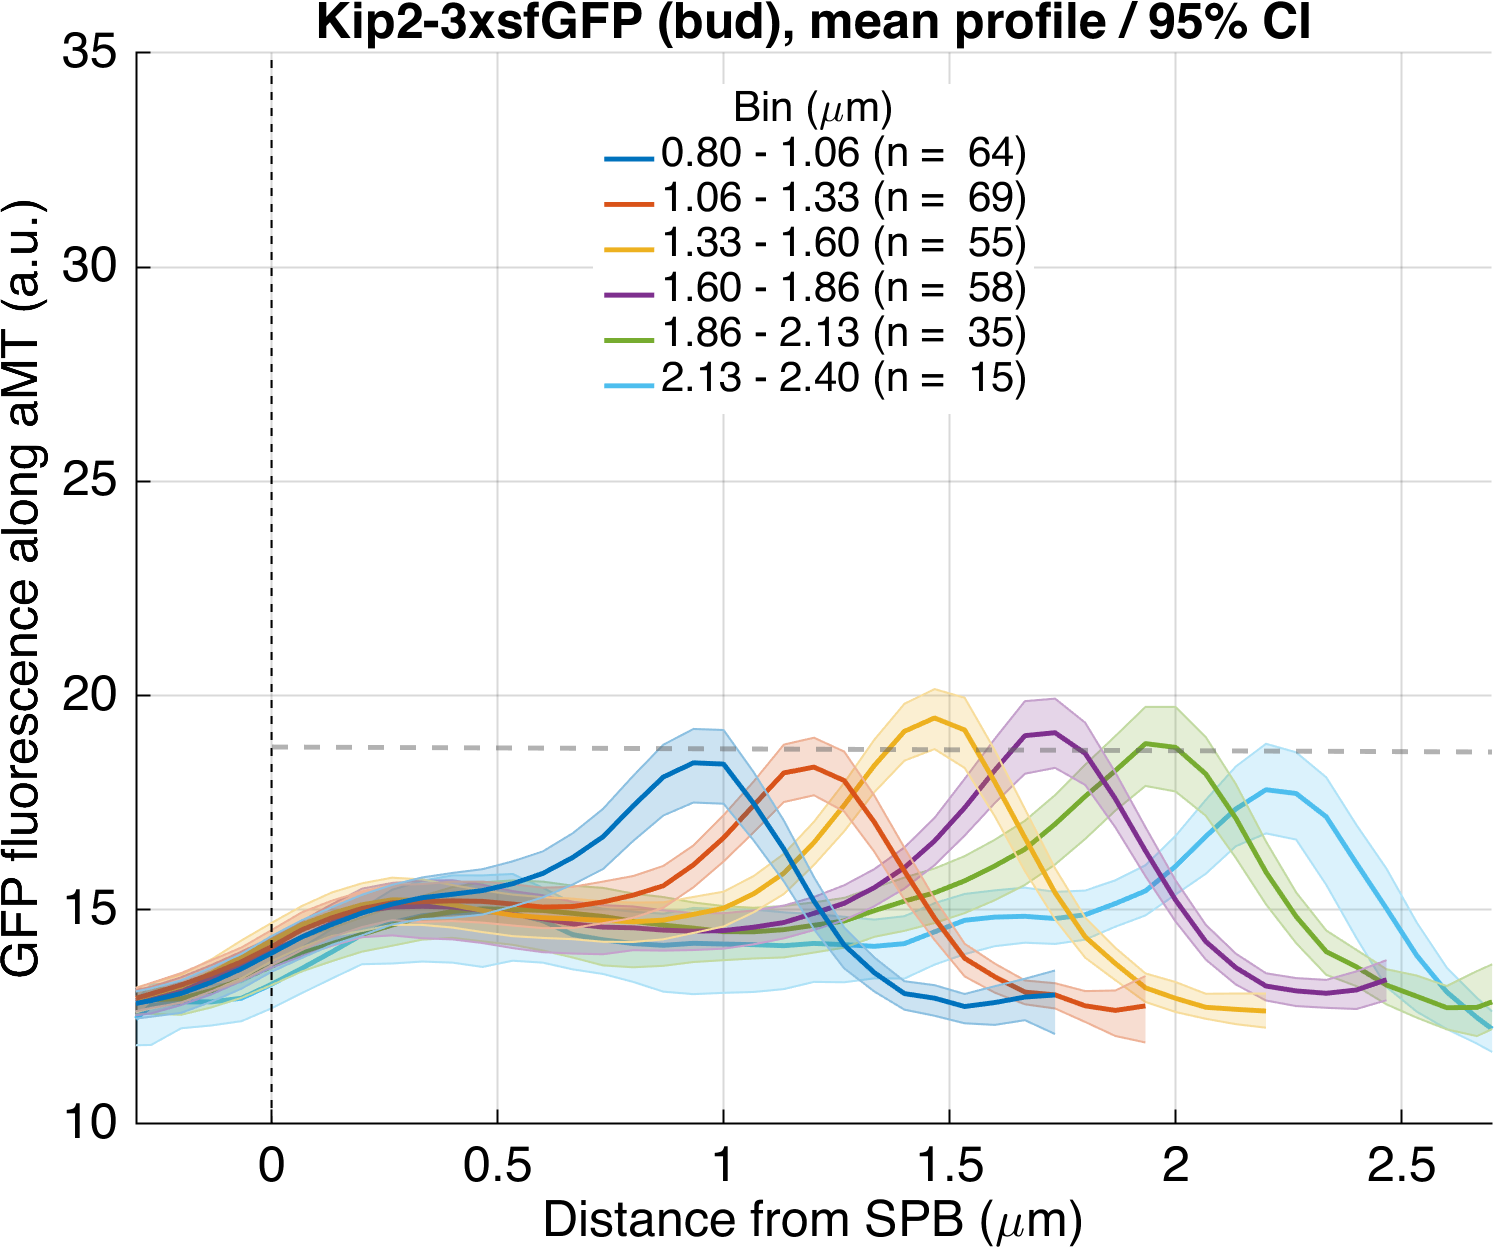 Kip2-3xsfGFP (bud), mean profile / 95% CI
GFP fluorescence along aMT (a.u.)
35
30
25
20
15
10
Bin (μm)
0.80 - 1.06 (n = 64)
1.06 - 1.33 (n = 69)
1.33 - 1.60 (n = 55)
1.60 - 1.86 (n = 58)
1.86 - 2.13 (n = 35)
2.13 - 2.40 (n = 15)
0 0.5 1 1.5 2 2.5
Distance from SPB (μm)